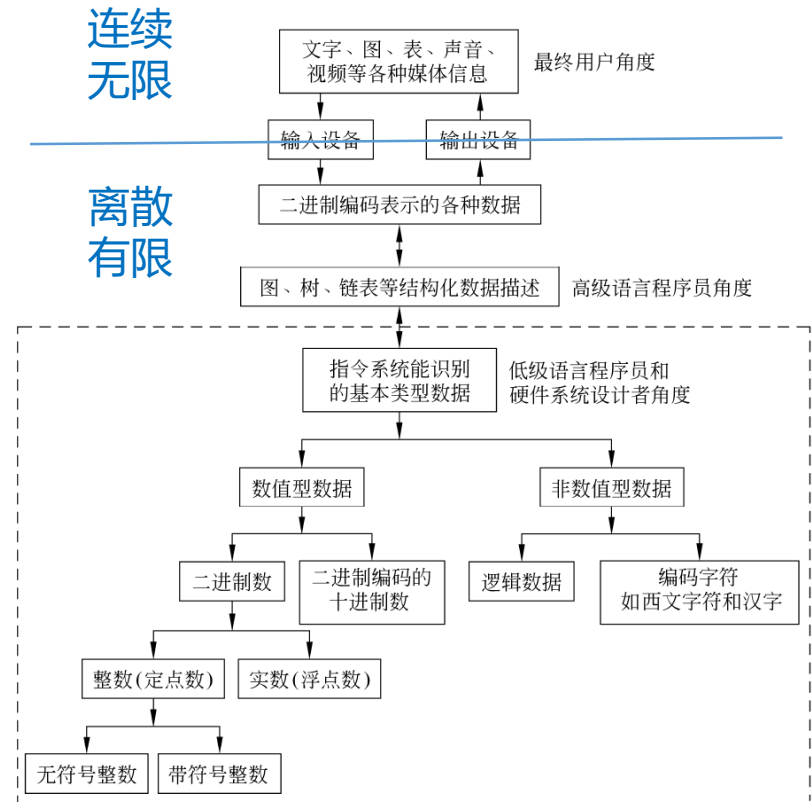 连续
无限
文字、图、表、声音、
视频等各种媒体信息
最终用户角度
输入设备
输出设备
离散
有限
二进制编码表示的各种数据
图、树、链表等结构化数据描述
高级语言程序员角度
指令系统能识别
的基本类型数据
低级语言程序员和
硬件系统设计者角度
数值型数据
非数值型数据
二进制数
二进制编码的
十进制数
逻辑数据
编码字符
如西文字符和汉字
整数(定点数)
实数(浮点数)
无符号整数
带符号整数